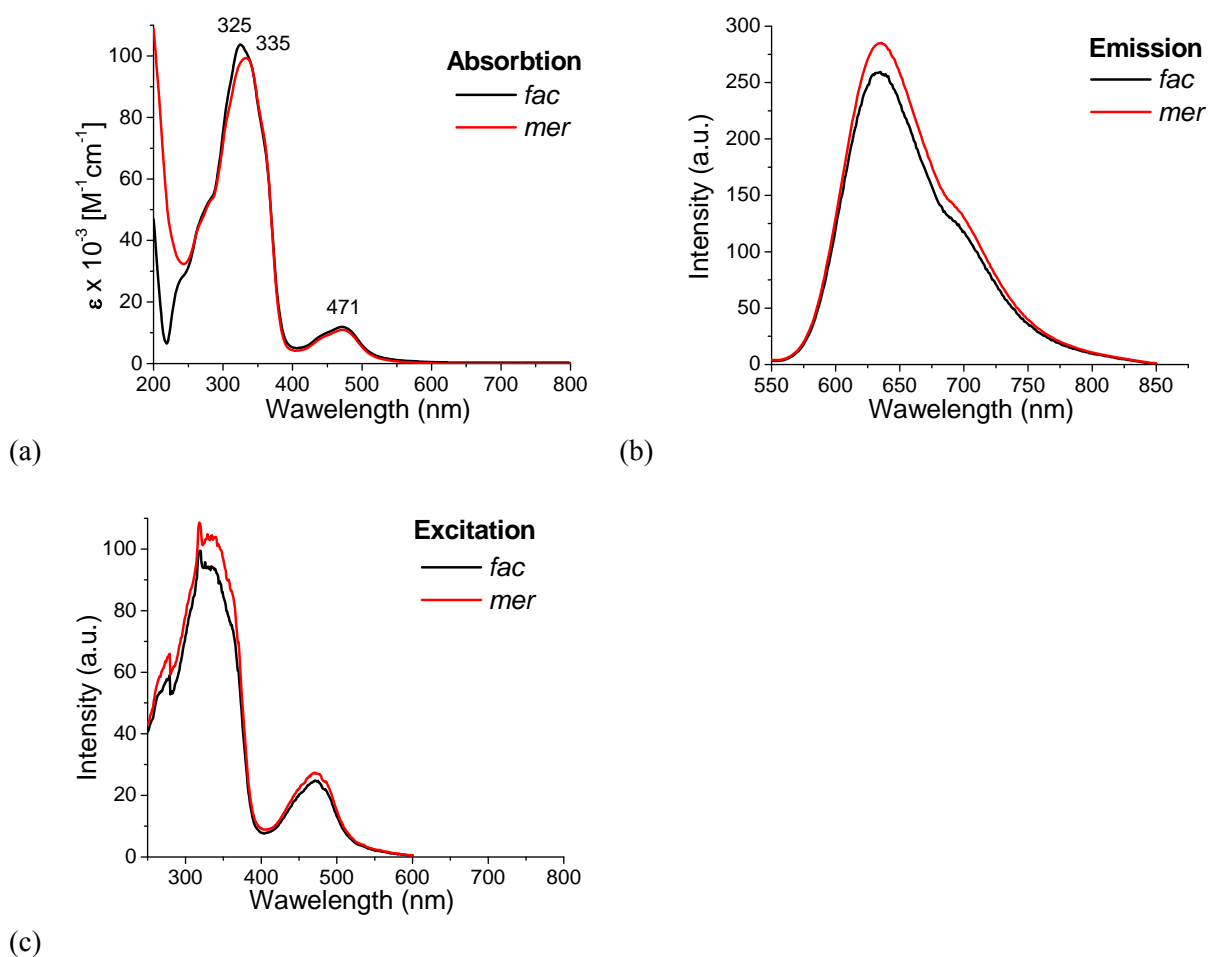 325
335
Absorbtion
fac
mer
471
ε x 10⁻³ [M⁻¹cm⁻¹]
100
80
60
40
20
0
200 300 400 500 600 700 800
Wawelength (nm)
(a)
Emission
fac
mer
Intensity (a.u.)
300
250
200
150
100
50
0
550 600 650 700 750 800 850
Wawelength (nm)
(b)
Excitation
fac
mer
Intensity (a.u.)
100
80
60
40
20
0
300 400 500 600 700 800
Wawelength (nm)
(c)